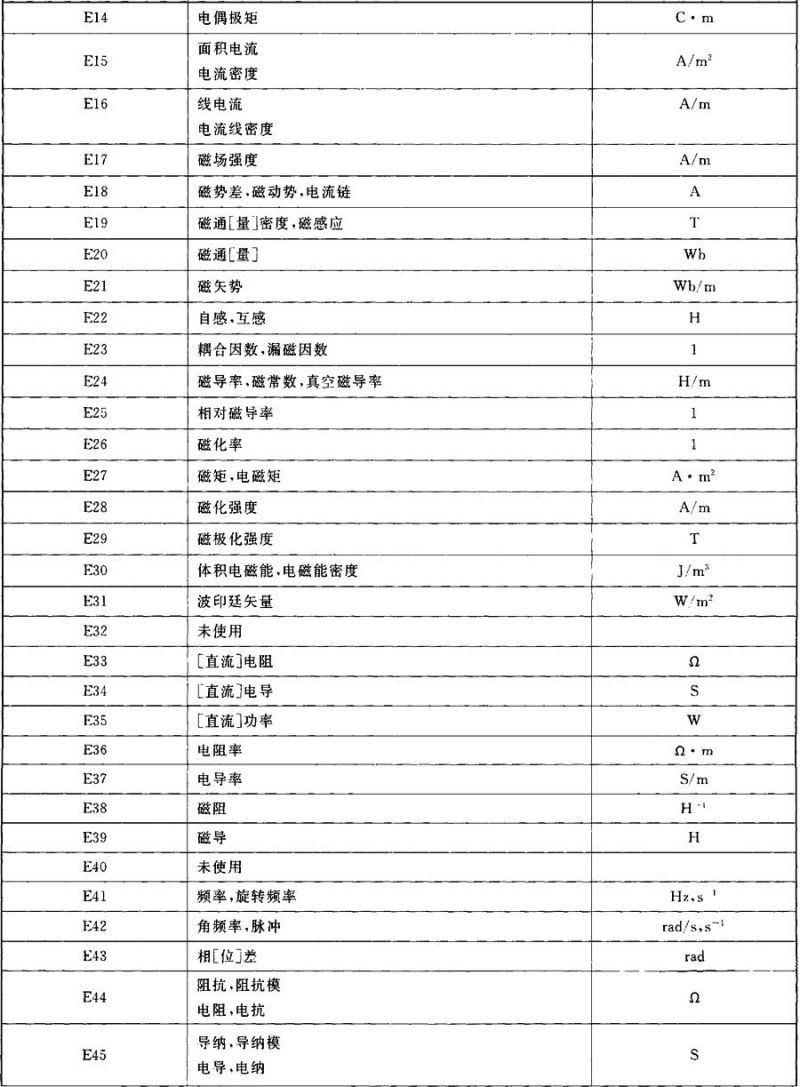 E14 电偶极矩 C·m
面积电流
E15 A/m²
电流密度
E16 线电流 A/m
电流线密度
E17 磁场强度 A/m
E18 磁势差,磁动势,电流链 A
E19 磁通[量]密度,磁感应 T
E20 磁通[量] Wb
E21 磁矢势 Wb/m
E22 自感,互感 H
E23 耦合因数,漏磁因数 1
E24 磁导率,磁常数,真空磁导率 H/m
E25 相对磁导率 1
E26 磁化率 1
E27 磁矩,电磁矩 A·m²
E28 磁化强度 A/m
E29 磁极化强度 T
E30 体积电磁能,电磁能密度 J/m³
E31 波印廷矢量 W/m²
E32 未使用
E33 [直流]电阻 Ω
E34 [直流]电导 S
E35 [直流]功率 W
E36 电阻率 Ω·m
E37 电导率 S/m
E38 磁阻 H⁻¹
E39 磁导 H
E40 未使用
E41 频率,旋转频率 Hz,s⁻¹
E42 角频率,脉冲 rad/s,s⁻¹
E43 相[位]差 rad
阻抗,阻抗模
E44 Ω
电阻,电抗
导纳,导纳模
E45 S
电导,电纳